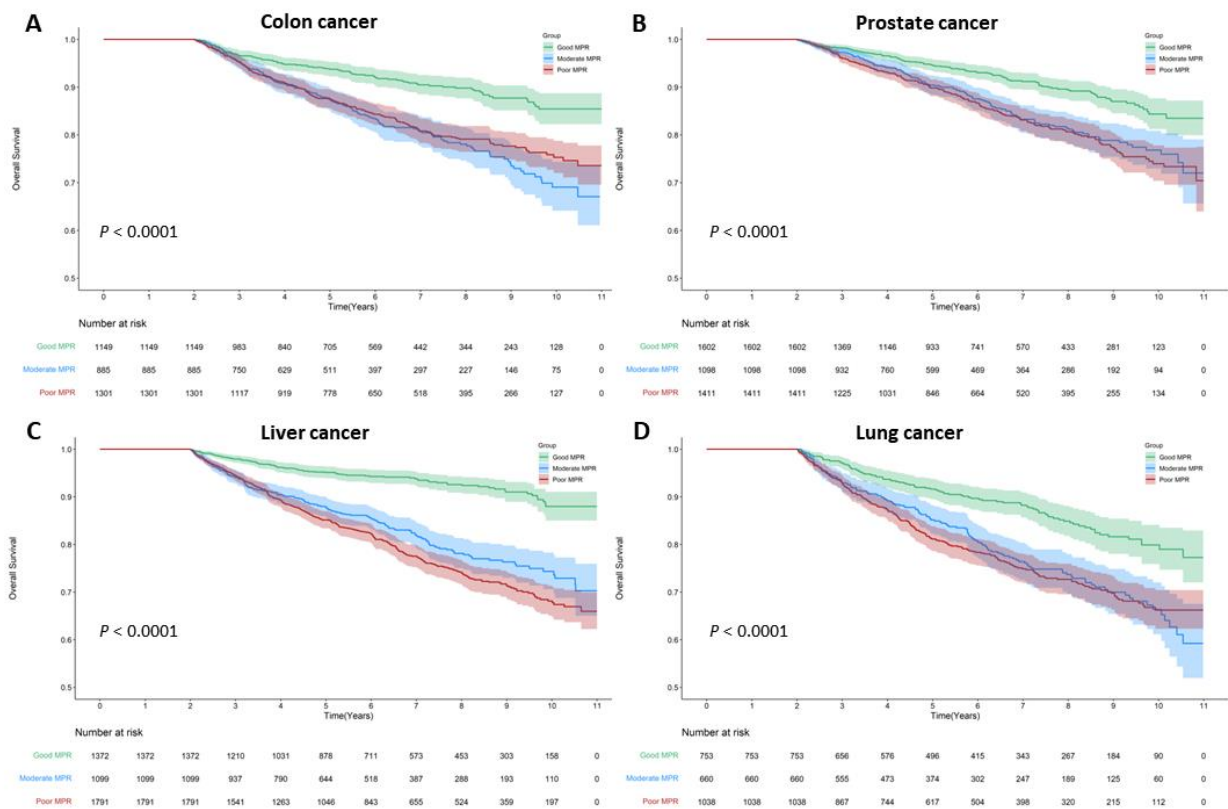 A
Colon cancer
Group
Good MPR
Moderate MPR
Poor MPR
Overall Survival
1.0
0.9
0.8
0.7
0.6
0.5
P < 0.0001
0 1 2 3 4 5 6 7 8 9 10 11
Time(Years)
Number at risk
Good MPR 1149 1149 1149 983 840 705 569 442 344 243 128 0
Moderate MPR 885 885 885 750 629 511 397 297 227 146 75 0
Poor MPR 1301 1301 1301 1117 919 778 650 518 395 266 127 0
B
Prostate cancer
Group
Good MPR
Moderate MPR
Poor MPR
Overall Survival
1.0
0.9
0.8
0.7
0.6
0.5
P < 0.0001
0 1 2 3 4 5 6 7 8 9 10 11
Time(Years)
Number at risk
Good MPR 1602 1602 1602 1369 1146 933 741 570 433 281 123 0
Moderate MPR 1098 1098 1098 932 760 599 469 364 286 192 94 0
Poor MPR 1411 1411 1411 1225 1031 846 664 520 395 255 134 0
C
Liver cancer
Group
Good MPR
Moderate MPR
Poor MPR
Overall Survival
1.0
0.9
0.8
0.7
0.6
0.5
P < 0.0001
0 1 2 3 4 5 6 7 8 9 10 11
Time(Years)
Number at risk
Good MPR 1372 1372 1372 1210 1031 878 711 573 453 303 158 0
Moderate MPR 1099 1099 1099 937 790 644 518 387 288 193 110 0
Poor MPR 1791 1791 1791 1541 1263 1046 843 655 524 359 197 0
D
Lung cancer
Group
Good MPR
Moderate MPR
Poor MPR
Overall Survival
1.0
0.9
0.8
0.7
0.6
0.5
P < 0.0001
0 1 2 3 4 5 6 7 8 9 10 11
Time(Years)
Number at risk
Good MPR 753 753 753 656 576 496 415 343 267 184 90 0
Moderate MPR 660 660 660 555 473 374 302 247 189 125 60 0
Poor MPR 1038 1038 1038 867 744 617 504 398 320 215 112 0